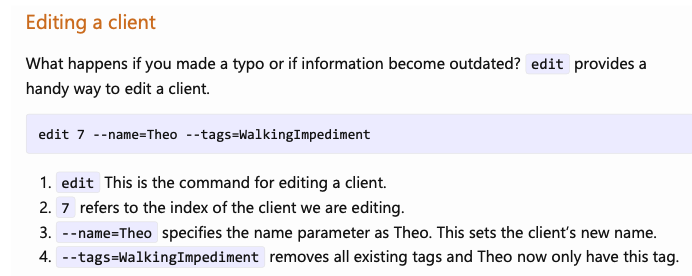 Editing a client
What happens if you made a typo or if information become outdated? edit provides a
handy way to edit a client.
edit 7 --name=Theo --tags=WalkingImpediment
1. edit This is the command for editing a client.
2. 7 refers to the index of the client we are editing.
3. --name=Theo specifies the name parameter as Theo. This sets the client’s new name.
4. --tags=WalkingImpediment removes all existing tags and Theo now only have this tag.